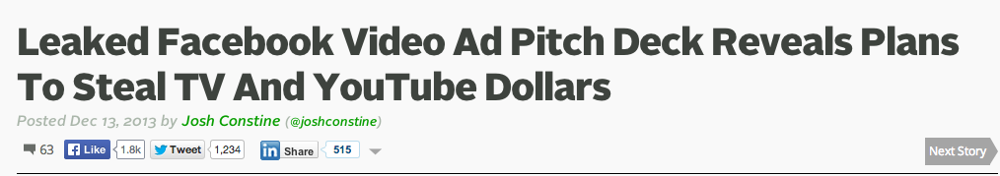 Leaked Facebook Video Ad Pitch Deck Reveals Plans
To Steal TV And YouTube Dollars
Posted Dec 13, 2013 by Josh Constine (@joshconstine)
63 Like 1.8k Tweet 1,234 in Share 515 Next Story